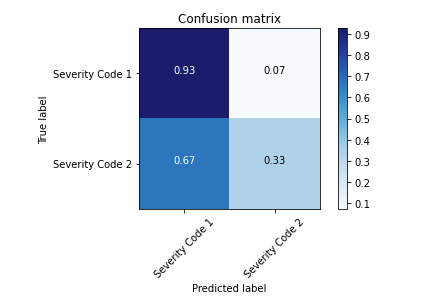 Confusion matrix
0.93 0.07
0.67 0.33
Severity Code 1
Severity Code 2
True label
Severity Code 1
Severity Code 2
Predicted label
0.9
0.8
0.7
0.6
0.5
0.4
0.3
0.2
0.1